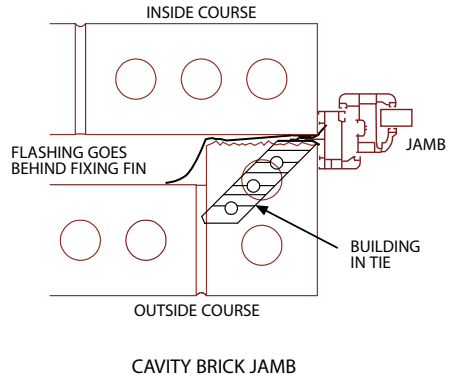 INSIDE COURSE
JAMB
FLASHING GOES
BEHIND FIXING FIN
BUILDING
IN TIE
OUTSIDE COURSE
CAVITY BRICK JAMB